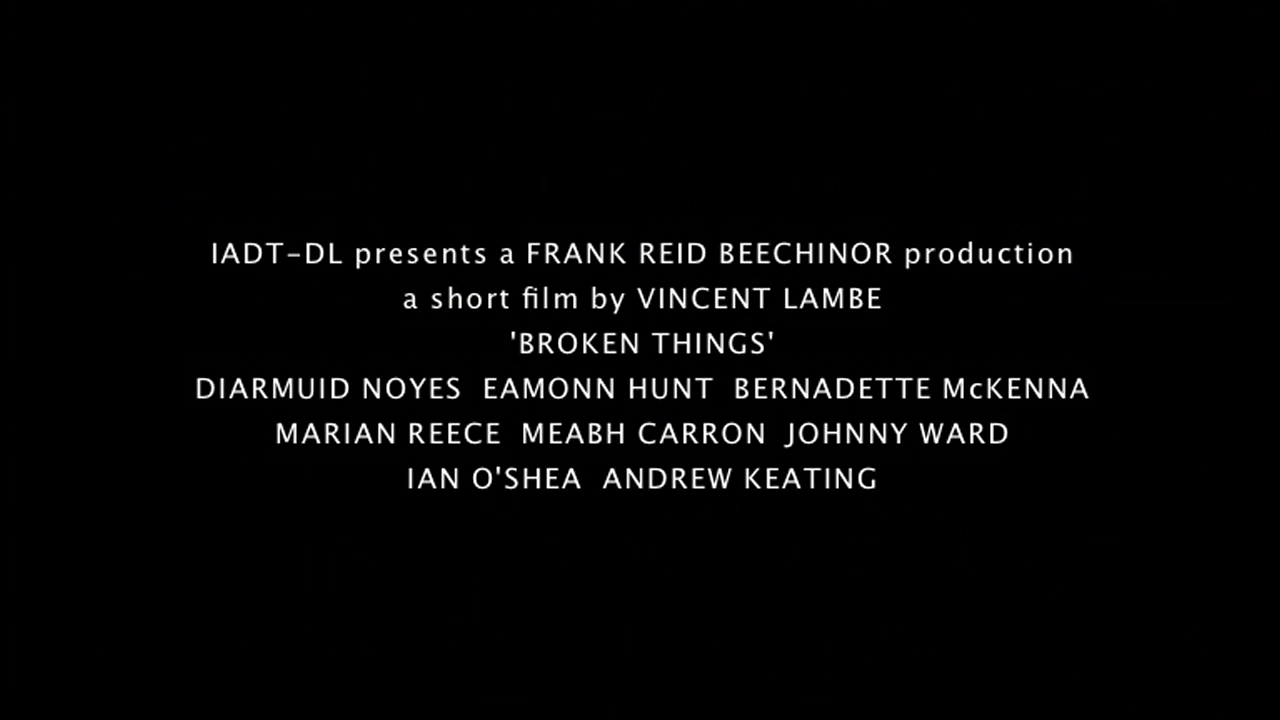 IADT-DL presents a FRANK REID BEECHINOR production
a short film by VINCENT LAMBE
'BROKEN THINGS'
DIARMUID NOYES EAMONN HUNT BERNADETTE McKENNA
MARIAN REECE MEABH CARRON JOHNNY WARD
IAN O'SHEA ANDREW KEATING